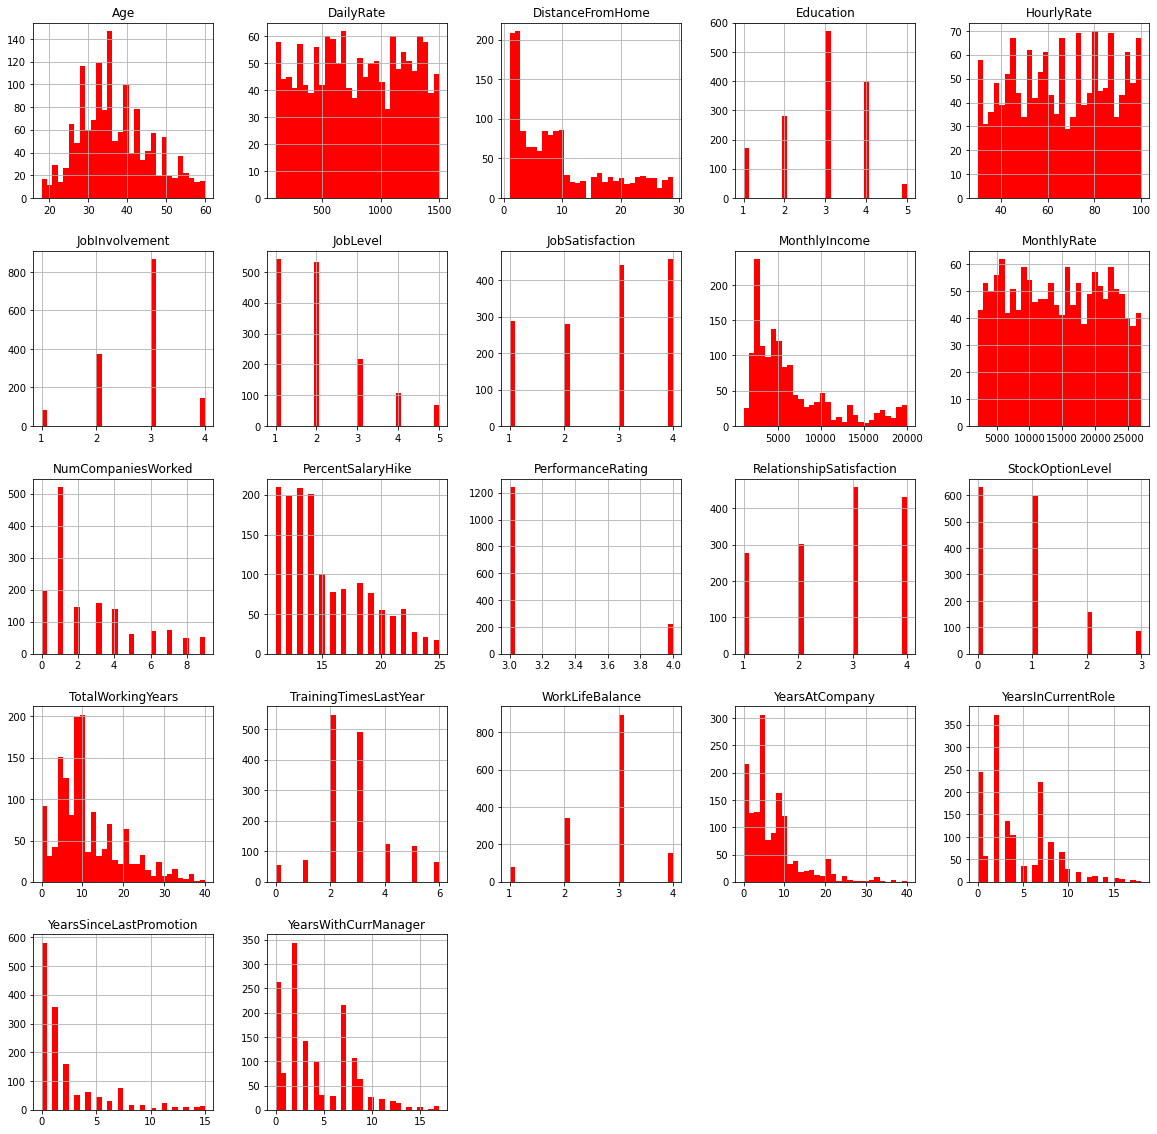 Age DailyRate DistanceFromHome Education HourlyRate
140 120 100 80 60 40 20 0
20 30 40 50 60
60 50 40 30 20 10 0
500 1000 1500
200 150 100 50 0
0 10 20 30
600 500 400 300 200 100 0
1 2 3 4 5
70 60 50 40 30 20 10 0
40 60 80 100
JobInvolvement JobLevel JobSatisfaction MonthlyIncome MonthlyRate
800 600 400 200 0
1 2 3 4
500 400 300 200 100 0
1 2 3 4 5
400 300 200 100 0
1 2 3 4
200 150 100 50 0
5000 10000 15000 20000
60 50 40 30 20 10 0
5000 10000 15000 20000 25000
NumCompaniesWorked PercentSalaryHike PerformanceRating RelationshipSatisfaction StockOptionLevel
500 400 300 200 100 0
0 2 4 6 8
200 150 100 50 0
15 20 25
1200 1000 800 600 400 200 0
3.0 3.2 3.4 3.6 3.8 4.0
400 300 200 100 0
1 2 3 4
600 500 400 300 200 100 0
0 1 2 3
TotalWorkingYears TrainingTimesLastYear WorkLifeBalance YearsAtCompany YearsInCurrentRole
200 150 100 50 0
0 10 20 30 40
500 400 300 200 100 0
0 2 4 6
800 600 400 200 0
1 2 3 4
300 250 200 150 100 50 0
0 10 20 30 40
350 300 250 200 150 100 50 0
0 5 10 15
YearsSinceLastPromotion YearsWithCurrManager
600 500 400 300 200 100 0
0 5 10 15
350 300 250 200 150 100 50 0
0 5 10 15